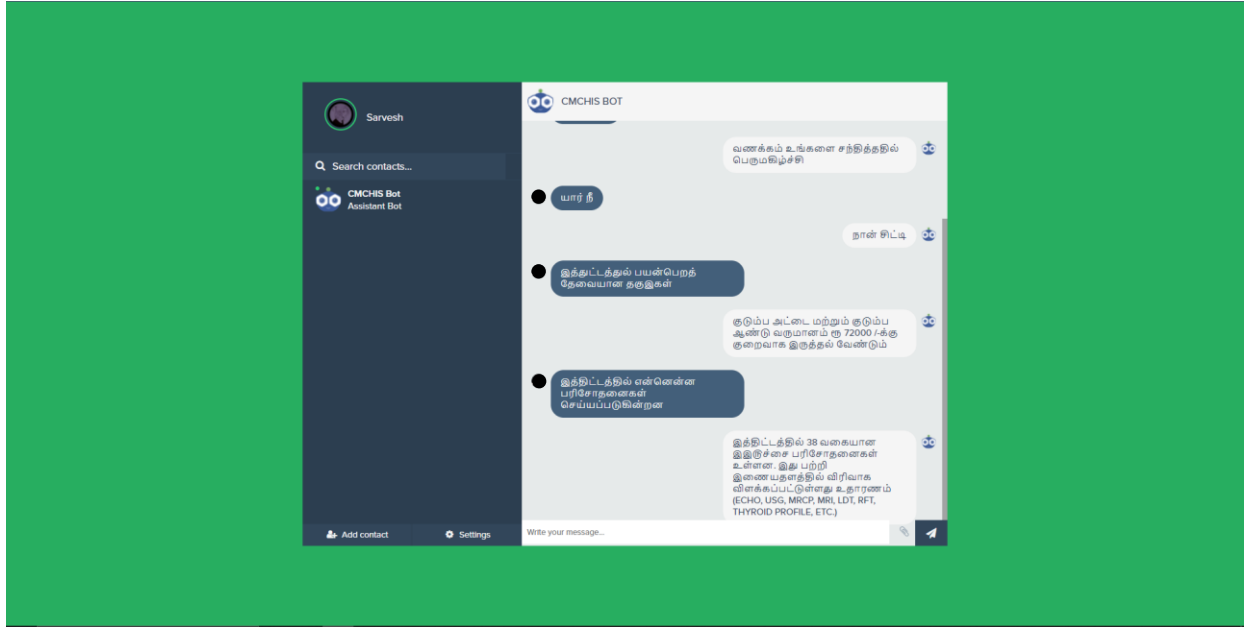 Sarvesh
Search contacts...
CMCHIS Bot
Assistant Bot
Add contact
Settings
CMCHIS BOT
வணக்கம் உங்களை சந்தித்ததில்
பெருமகிழ்ச்சி
யார் நீ
நான் சிட்டி
இத்துட்டத்துல் பயன்பெறத்
தேவையான தகுஇகள்
குடும்ப அட்டை மற்றும் குடும்ப
ஆண்டு வருமானம் ரூ 72000 /-க்கு
குறைவாக இருத்தல் வேண்டும்
இத்திட்டத்தில் என்னென்ன
பரிசோதனைகள்
செய்யப்படுகின்றன
இத்திட்டத்தில் 38 வகையான
பரிசோதனைகள்
உள்ளன. இது பற்றி
இணையதளத்தில் விரிவாக
விளக்கப்பட்டுள்ளது உதாரணம்
(ECHO, USG, MRCP, MRI, LDT, RFT,
THYROID PROFILE, ETC.)
Write your message...